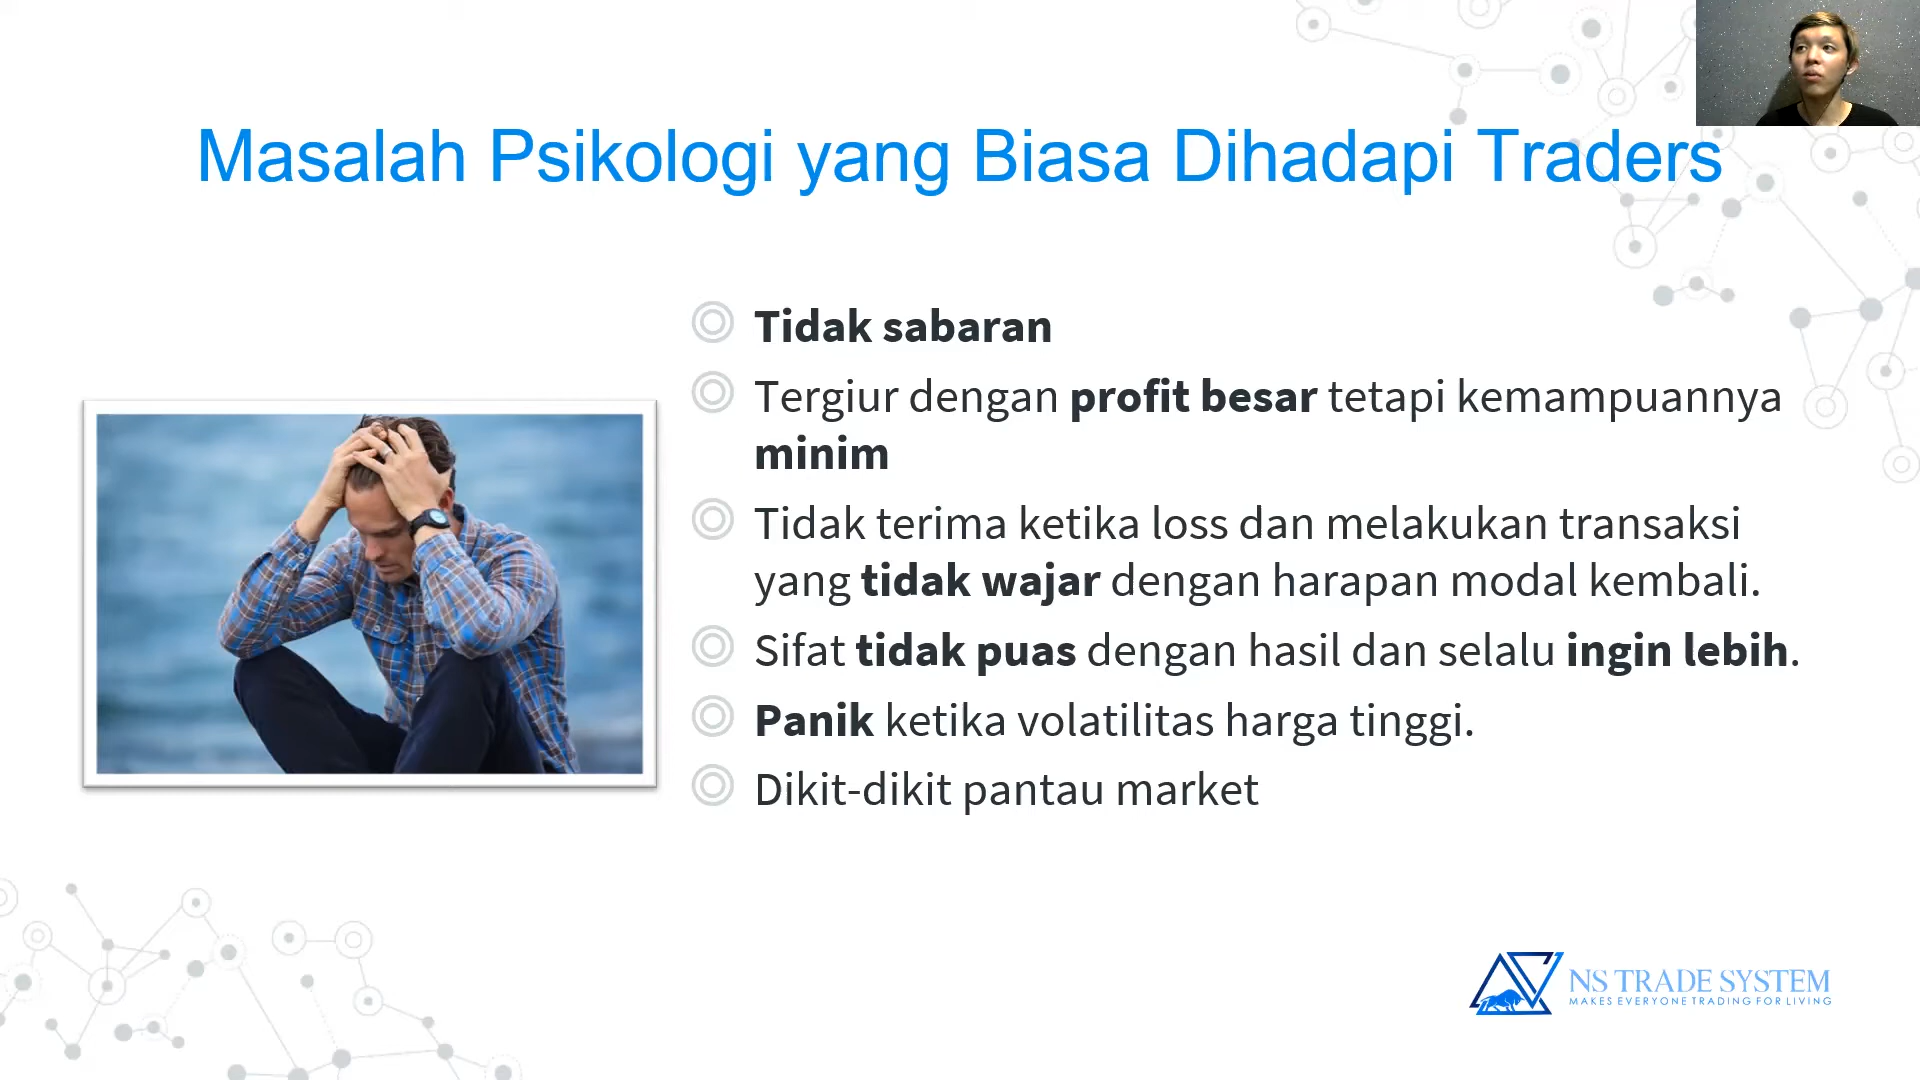 Masalah Psikologi yang Biasa Dihadapi Traders
Tidak sabaran
Tergiur dengan profit besar tetapi kemampuannya
minim
Tidak terima ketika loss dan melakukan transaksi
yang tidak wajar dengan harapan modal kembali.
Sifat tidak puas dengan hasil dan selalu ingin lebih.
Panik ketika volatilitas harga tinggi.
Dikit-dikit pantau market
NS TRADE SYSTEM
MAKES EVERYONE TRADING FOR LIVING